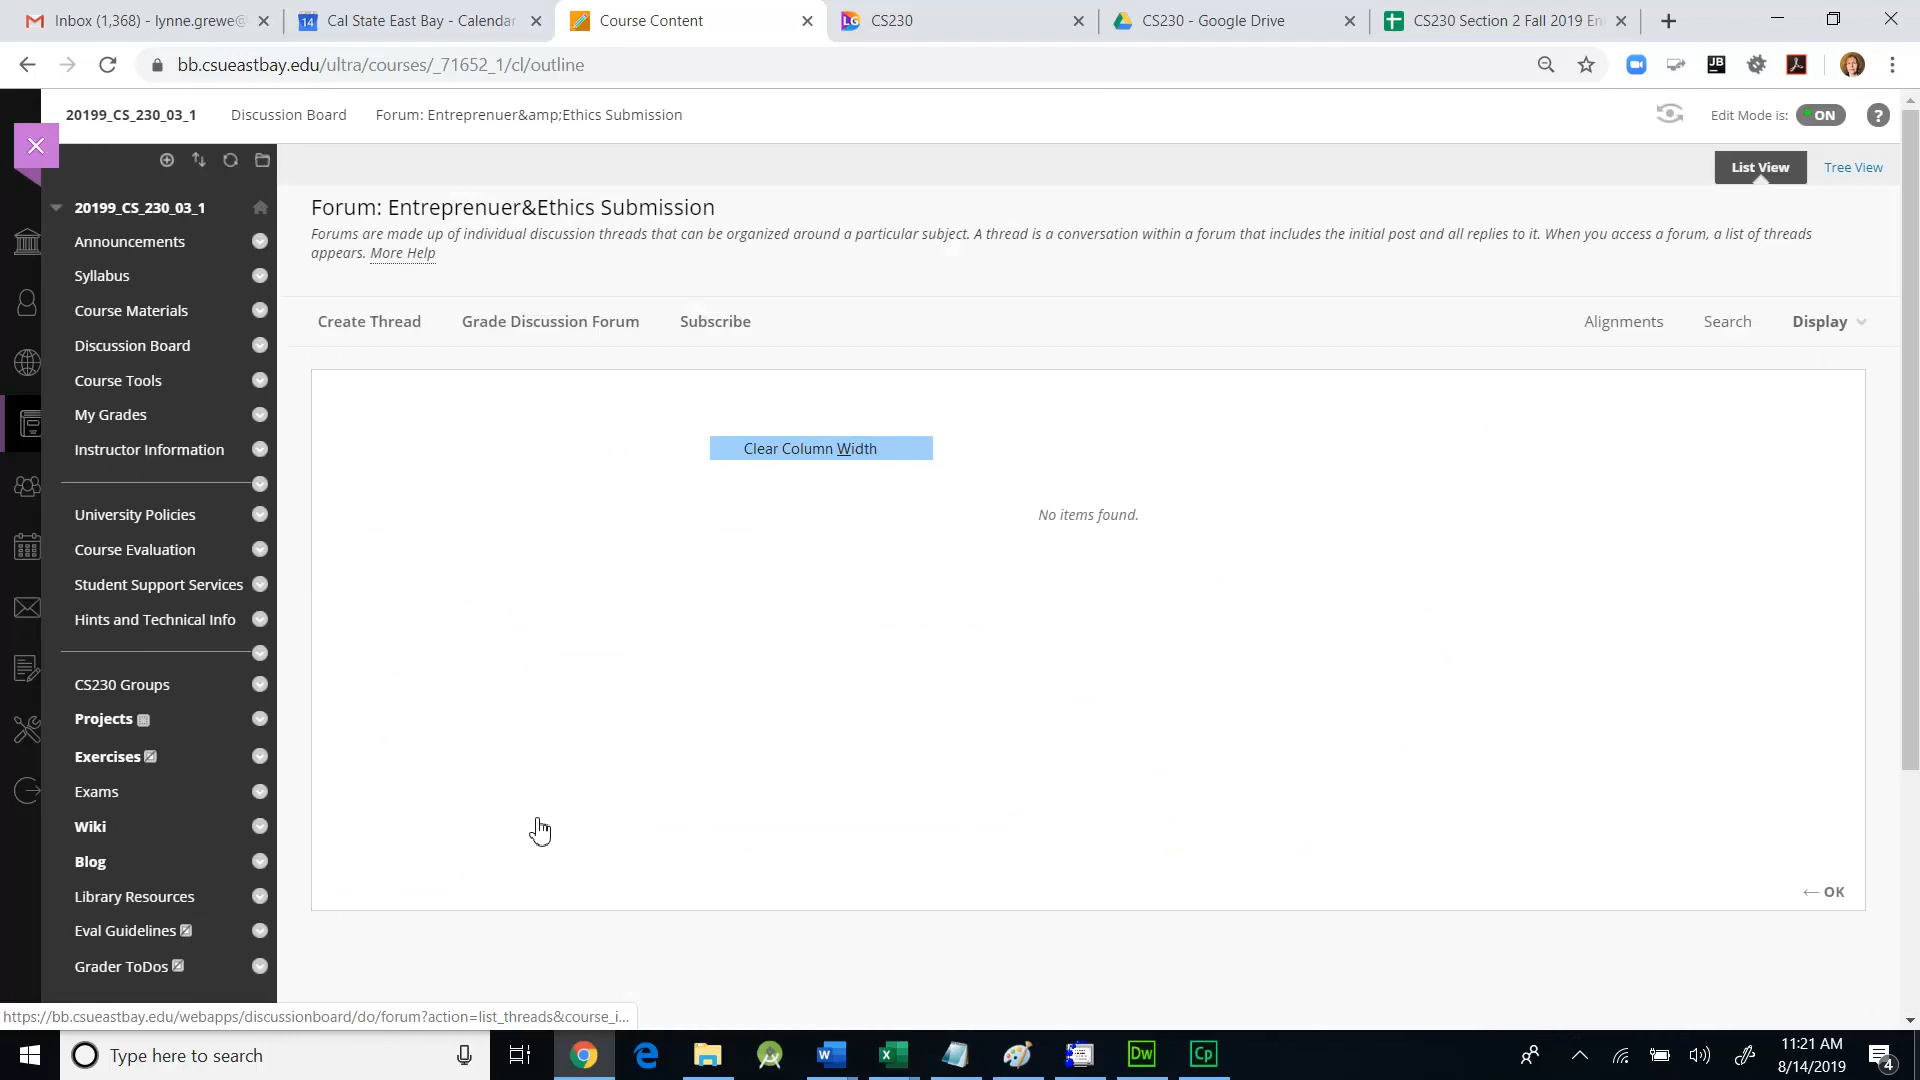 Inbox (1,368) - lynne.grewe@
Cal State East Bay - Calendar
Course Content
CS230
CS230 - Google Drive
CS230 Section 2 Fall 2019 En
bb.csueastbay.edu/ultra/courses/_71652_1/cl/outline
20199_CS_230_03_1
Discussion Board
Forum: Entreprenuer&amp;Ethics Submission
Edit Mode is:
ON
?
List View
Tree View
20199_CS_230_03_1
Announcements
Syllabus
Course Materials
Discussion Board
Course Tools
My Grades
Instructor Information
University Policies
Course Evaluation
Student Support Services
Hints and Technical Info
CS230 Groups
Projects
Exercises
Exams
Wiki
Blog
Library Resources
Eval Guidelines
Grader ToDos
Forum: Entreprenuer&Ethics Submission
Forums are made up of individual discussion threads that can be organized around a particular subject. A thread is a conversation within a forum that includes the initial post and all replies to it. When you access a forum, a list of threads
appears. More Help
Create Thread
Grade Discussion Forum
Subscribe
Alignments
Search
Display
Clear Column Width
No items found.
← OK
https://bb.csueastbay.edu/webapps/discussionboard/do/forum?action=list_threads&course_i...
Type here to search
11:21 AM
8/14/2019
4
14
LG
JB
Dw
Cp